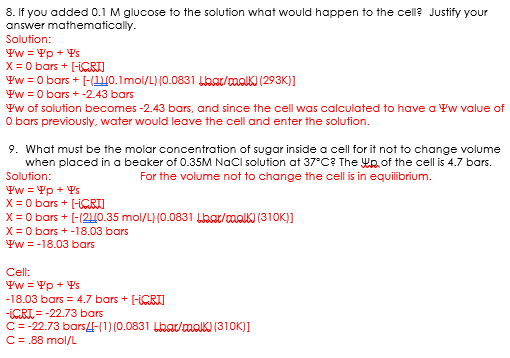 8. If you added 0.1 M glucose to the solution what would happen to the cell? Justify your
answer mathematically.
Solution:
Ψw = Ψp + Ψs
X = 0 bars + [-iCRT]
Ψw = 0 bars + [-(1)(0.1mol/L)(0.0831 Lbar/molK)(293K)]
Ψw = 0 bars + -2.43 bars
Ψw of solution becomes -2.43 bars, and since the cell was calculated to have a Ψw value of
0 bars previously, water would leave the cell and enter the solution.
9. What must be the molar concentration of sugar inside a cell for it not to change volume
when placed in a beaker of 0.35M NaCl solution at 37°C? The Ψp of the cell is 4.7 bars.
Solution: For the volume not to change the cell is in equilibrium.
Ψw = Ψp + Ψs
X = 0 bars + [-iCRT]
X = 0 bars + [-(2)(0.35 mol/L)(0.0831 Lbar/molK)(310K)]
X = 0 bars + -18.03 bars
Ψw = -18.03 bars
Cell:
Ψw = Ψp + Ψs
-18.03 bars = 4.7 bars + [-iCRT]
-iCRT = -22.73 bars
C = -22.73 bars/[-(1)(0.0831 Lbar/molK)(310K)]
C = .88 mol/L